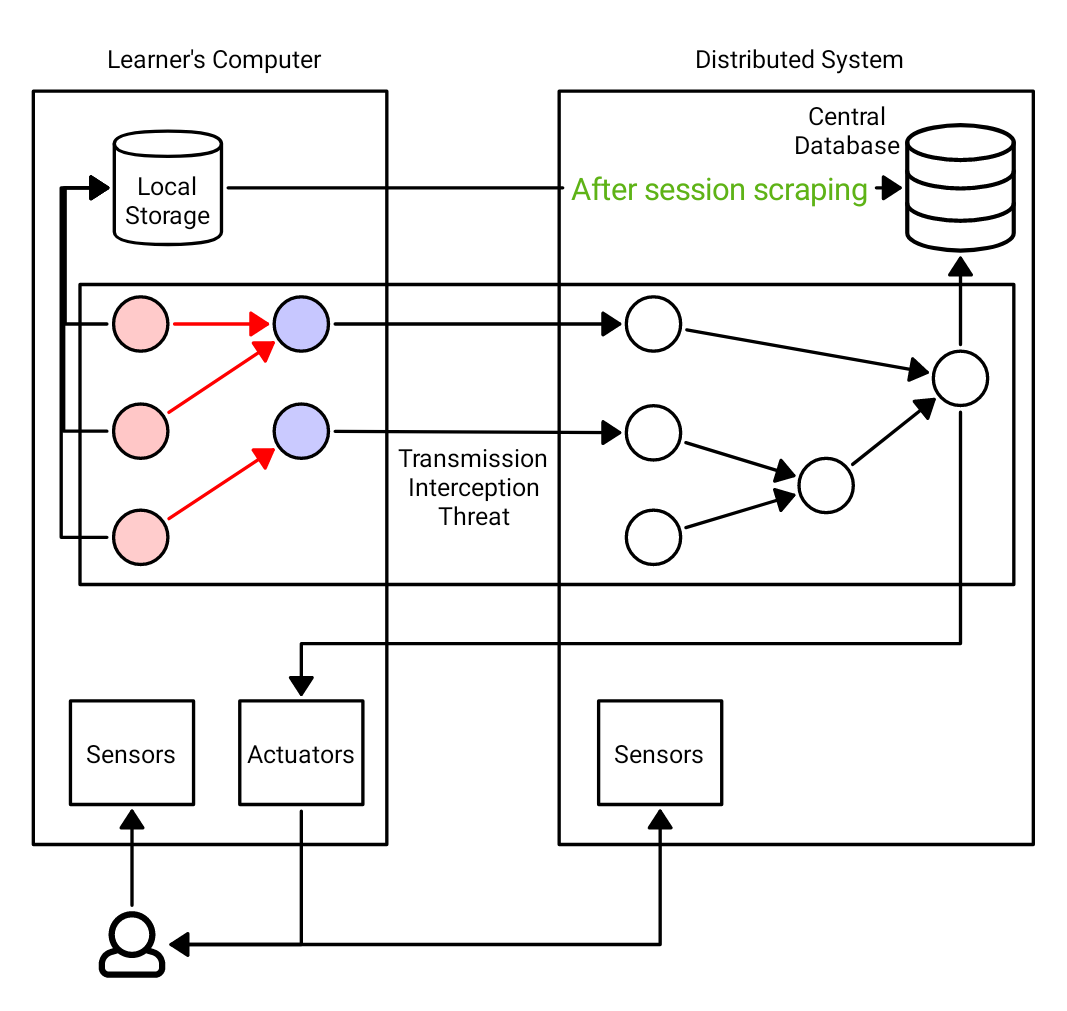 Learner's Computer
Distributed System
Central
Database
Local
Storage
After session scraping
Transmission
Interception
Threat
Sensors
Actuators
Sensors